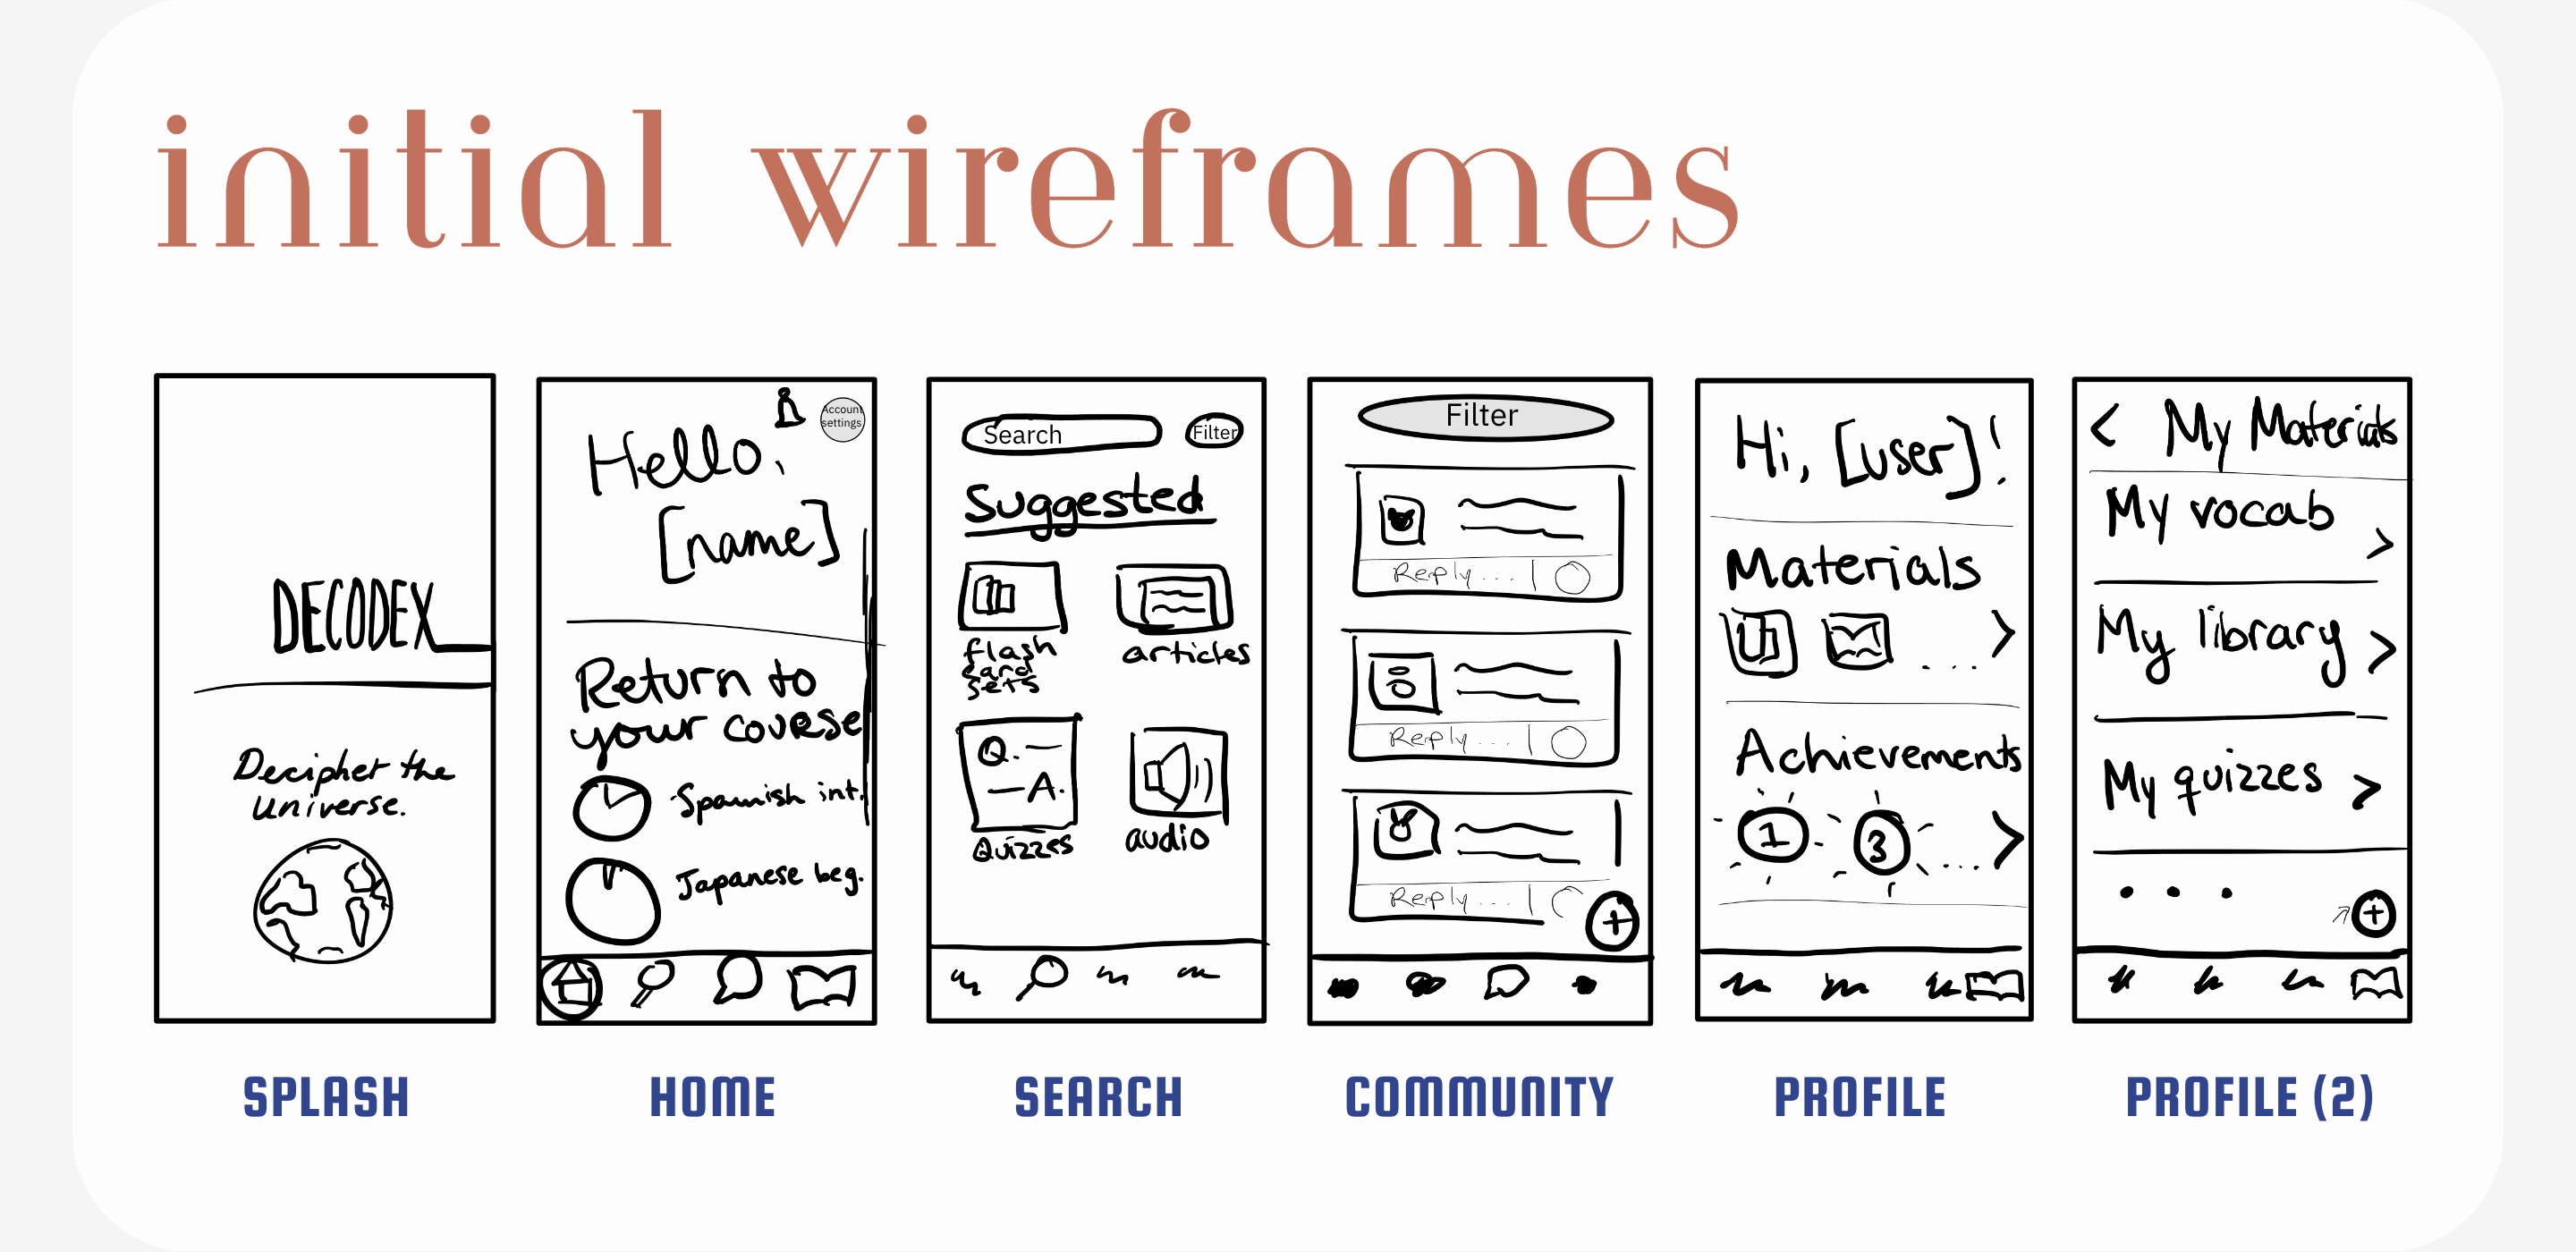 initial wireframes
DECODEX
Decipher the
universe.
SPLASH
Account
settings
Hello,
[name]
Return to
your course
Spanish int.
Japanese beg.
HOME
Search
Filter
Suggested
flash
card
sets
articles
Q.
A.
Quizzes
audio
SEARCH
Filter
Reply...
Reply...
Reply...
+
COMMUNITY
Hi, [user]!
Materials
...
Achievements
1
3
...
PROFILE
< My Materials
My vocab >
My library >
My quizzes >
...
+
PROFILE (2)